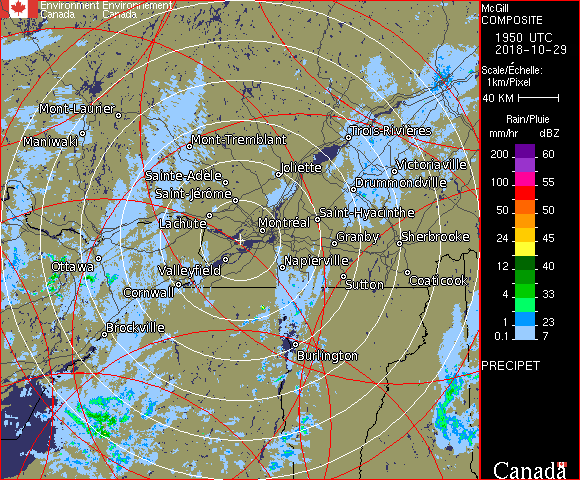 Environment Environnement
Canada Canada
McGill
COMPOSITE
1950 UTC
2018-10-29
Scale/Échelle:
1km/Pixel
40 KM
Rain/Pluie
mm/hr dBZ
200 60
100 55
50 50
24 45
12 40
4 33
1 23
0.1 7
PRECIPET
Canada
Mont-Laurier
Maniwaki
Mont-Tremblant
Trois-Rivières
Joliette
Victoriaville
Sainte-Adèle
Drummondville
Saint-Jérôme
Saint-Hyacinthe
Lachute
Montréal
Granby
Sherbrooke
Ottawa
Valleyfield
Napierville
Cornwall
Sutton
Coaticook
Brockville
Burlington